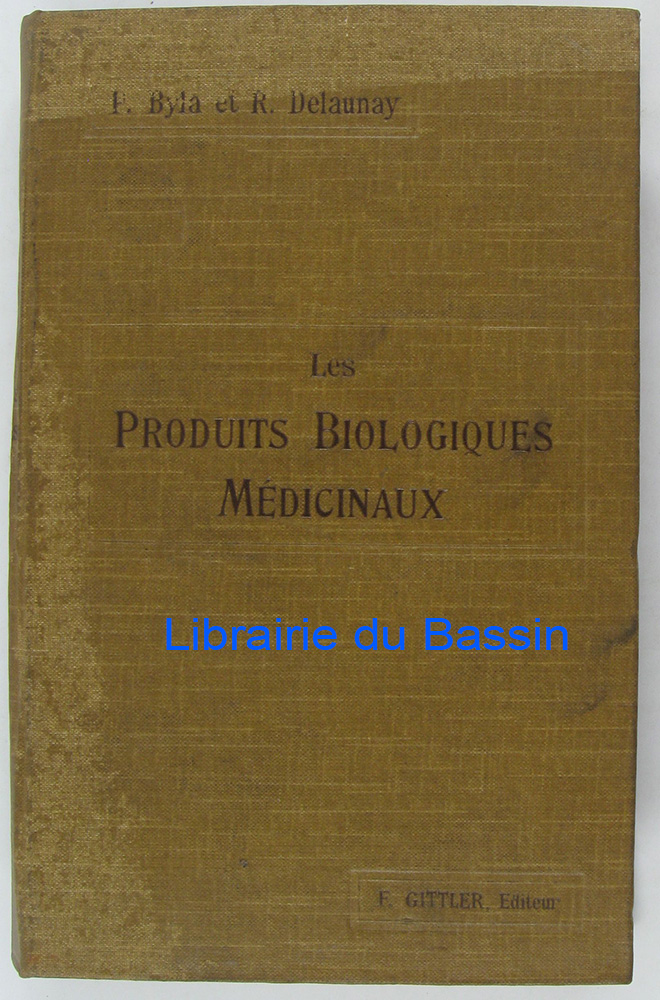 P. Byla et R. Delaunay
Les
PRODUITS BIOLOGIQUES
MÉDICINAUX
Librairie du Bassin
F. GITTLER, Editeur